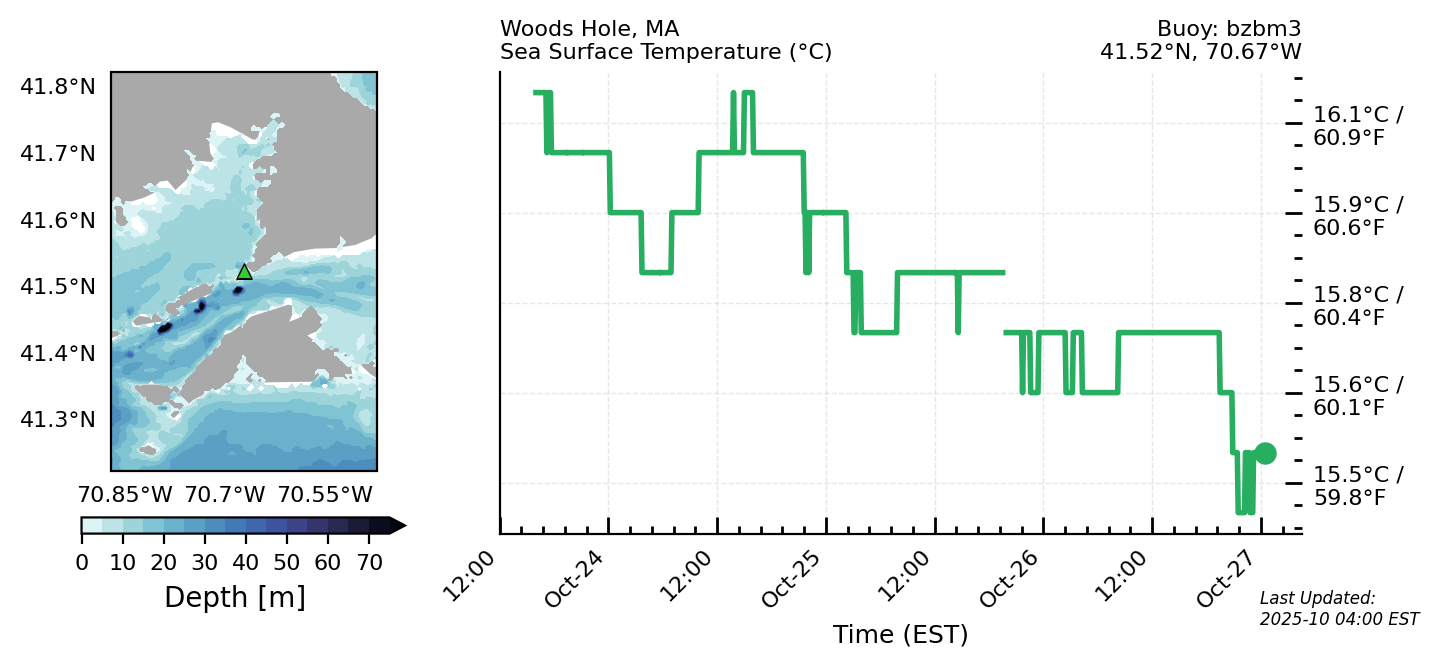 Woods Hole, MA
Sea Surface Temperature (°C)
Buoy: bzbm3
41.52°N, 70.67°W
41.8°N
41.7°N
41.6°N
41.5°N
41.4°N
41.3°N
70.85°W 70.7°W 70.55°W
0 10 20 30 40 50 60 70
Depth [m]
16.1°C /
60.9°F
15.9°C /
60.6°F
15.8°C /
60.4°F
15.6°C /
60.1°F
15.5°C /
59.8°F
12:00
Oct-24
12:00
Oct-25
12:00
Oct-26
12:00
Oct-27
Time (EST)
Last Updated:
2025-10 04:00 EST